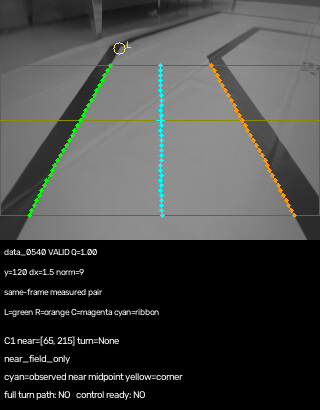 L
data_0540 VALID Q=1.00
y=120 dx=1.5 norm=9
same-frame measured pair
L=green R=orange C=magenta cyan=ribbon
C1 near=[65, 215] turn=None
near_field_only
cyan=observed near midpoint yellow=corner
full turn path: NO control ready: NO